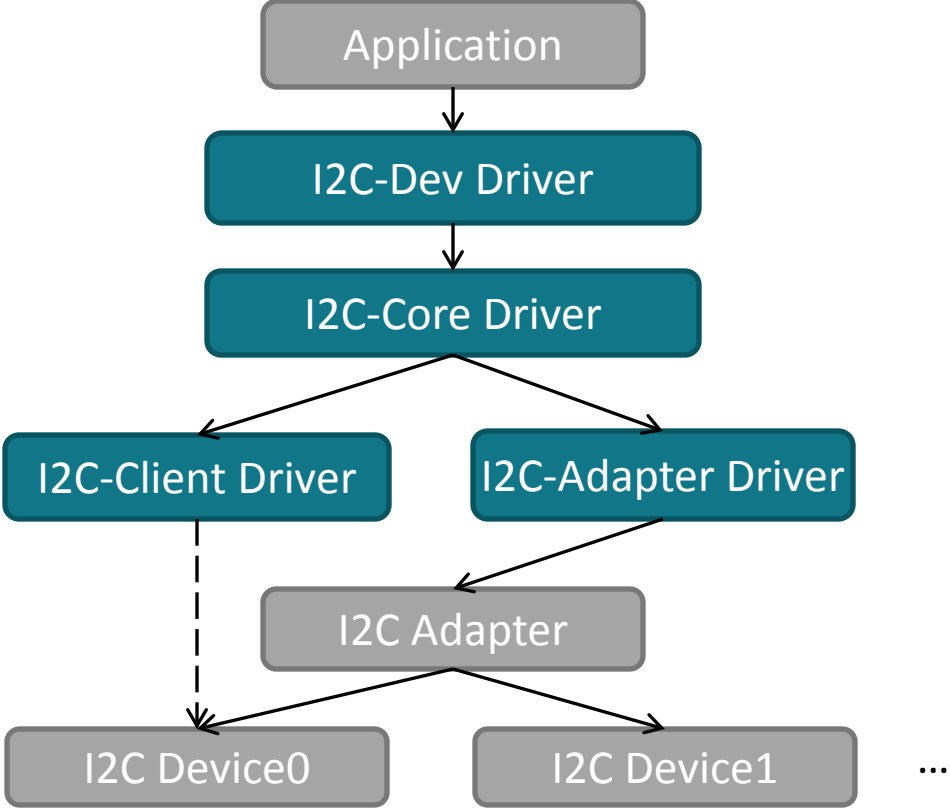 Application
I2C-Dev Driver
I2C-Core Driver
I2C-Client Driver
I2C-Adapter Driver
I2C Adapter
I2C Device0
I2C Device1
...